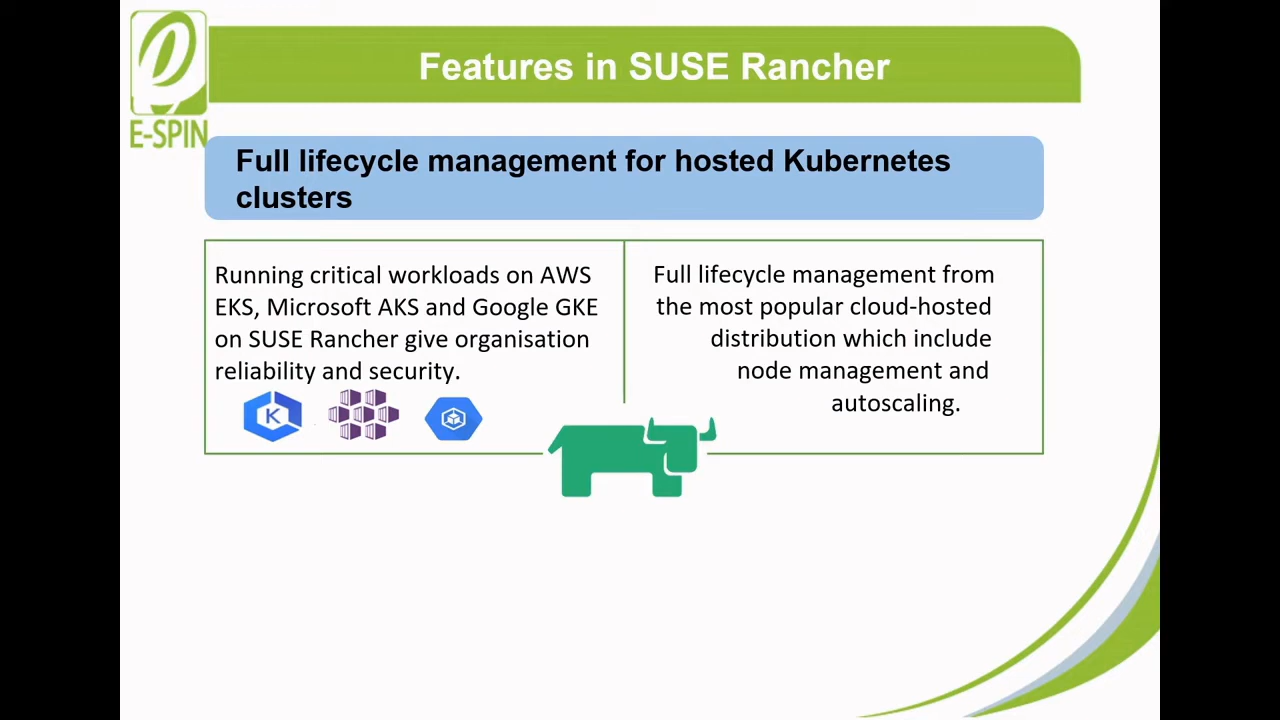 E-SPIN
Features in SUSE Rancher
Full lifecycle management for hosted Kubernetes
clusters
Running critical workloads on AWS
EKS, Microsoft AKS and Google GKE
on SUSE Rancher give organisation
reliability and security.
K
Full lifecycle management from
the most popular cloud-hosted
distribution which include
node management and
autoscaling.